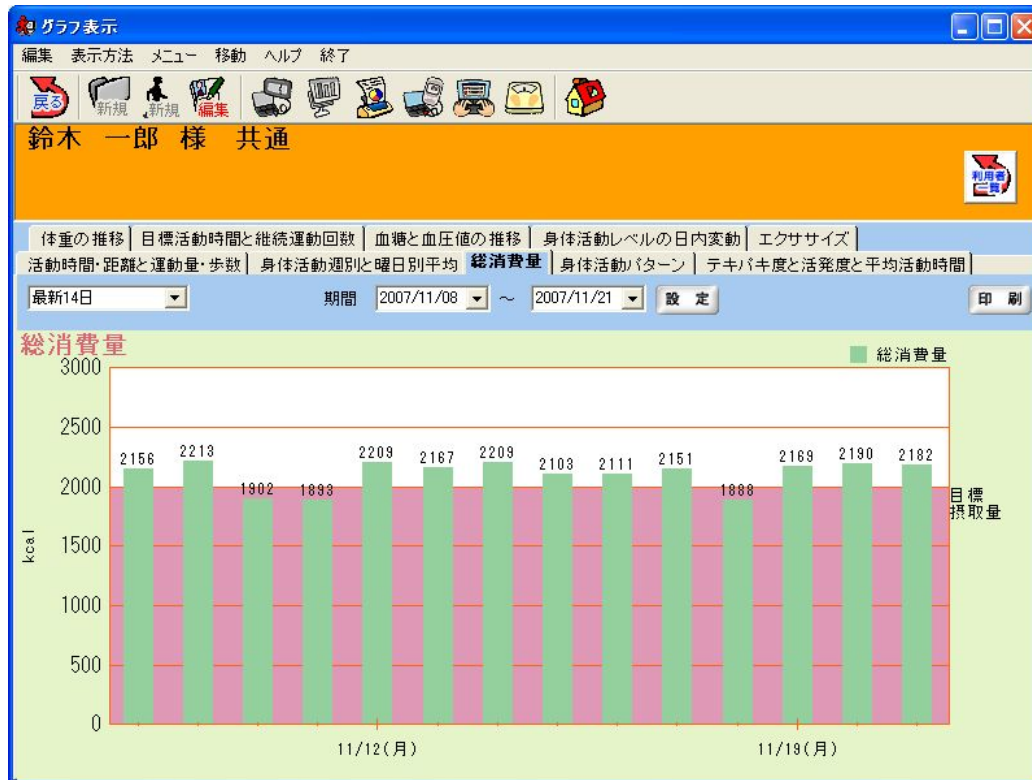 グラフ表示
編集 表示方法 メニュー 移動 ヘルプ 終了
戻る 新規 新規 編集
鈴木 一郎 様 共通
利用者一覧
体重の推移 目標活動時間と継続運動回数 血糖と血圧値の推移 身体活動レベルの日内変動 エクササイズ
活動時間・距離と運動量・歩数 身体活動週別と曜日別平均 総消費量 身体活動パターン テキパキ度と活発度と平均活動時間
最新14日 期間 2007/11/08 ～ 2007/11/21 設 定 印 刷
総消費量
総消費量
3000
2500
2156 2213 1902 1893 2209 2167 2209 2103 2111 2151 1888 2169 2190 2182
2000
目標
摂取量
1500
kcal
1000
500
0
11/12(月) 11/19(月)